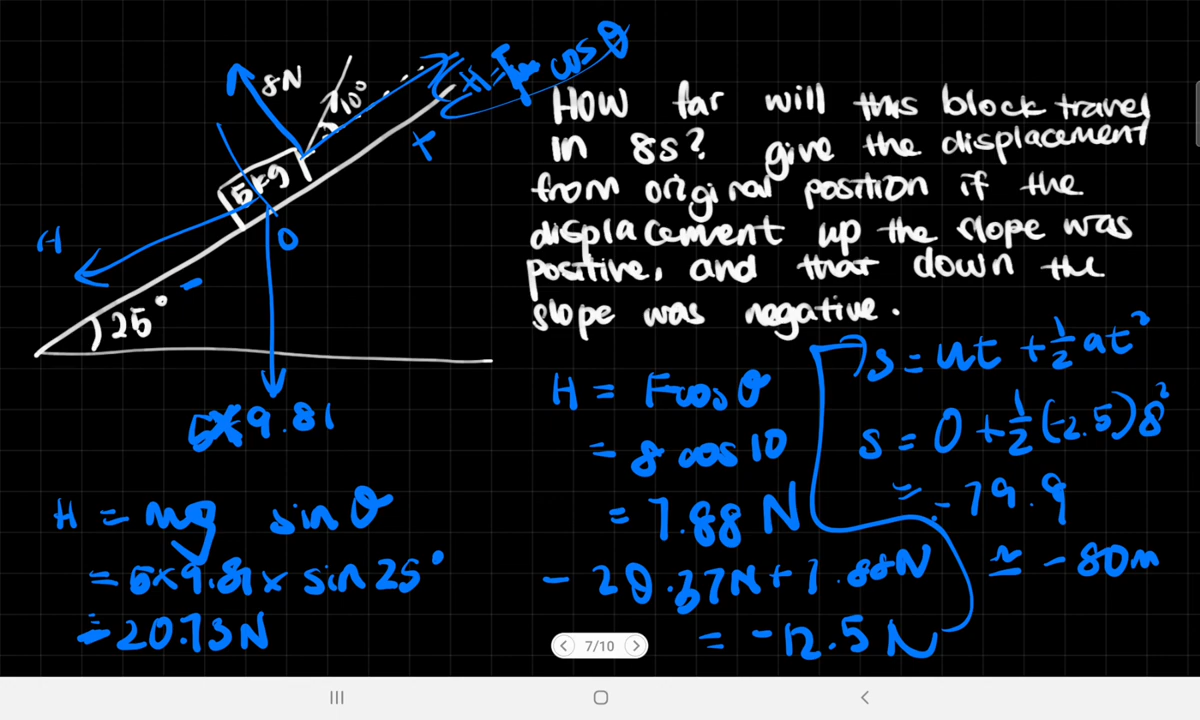 8N
10°
H = F cos θ
+
5kg
H
O
-
25°
5×9.81
How far will this block travel
in 8s? give the displacement
from original position if the
displacement up the slope was
positive, and that down the
slope was negative.
H = mg sin θ
= 5×9.81× sin 25°
= 20.73N
H = Fcos θ
= 8 cos 10
= 7.88 N
- 20.37N + 7.88N
= -12.5 N
s = ut + ½ at²
s = 0 + ½ (-2.5) 8²
= -79.9
≃ -80m
7/10